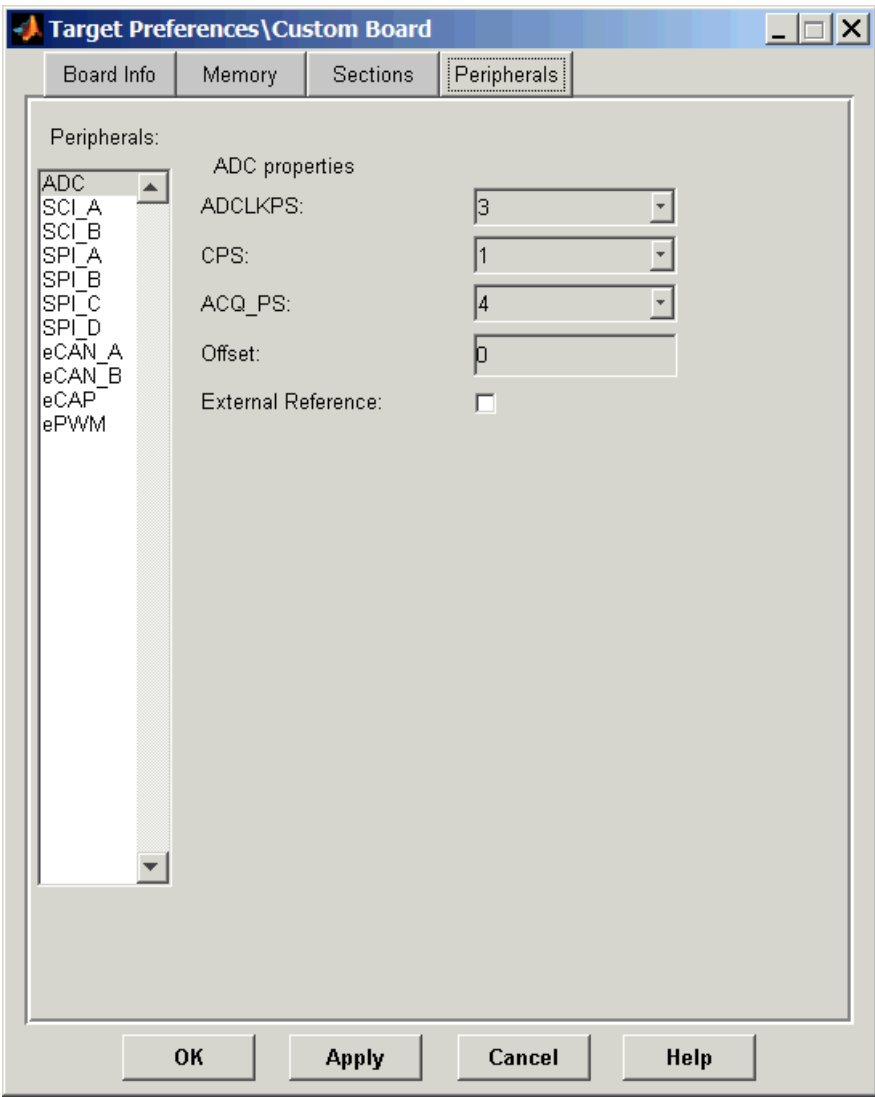 Target Preferences\Custom Board
Board Info Memory Sections Peripherals
Peripherals:
ADC
SCI_A
SCI_B
SPI_A
SPI_B
SPI_C
SPI_D
eCAN_A
eCAN_B
eCAP
ePWM
ADC properties
ADCLKPS: 3
CPS: 1
ACQ_PS: 4
Offset: 0
External Reference:
OK Apply Cancel Help